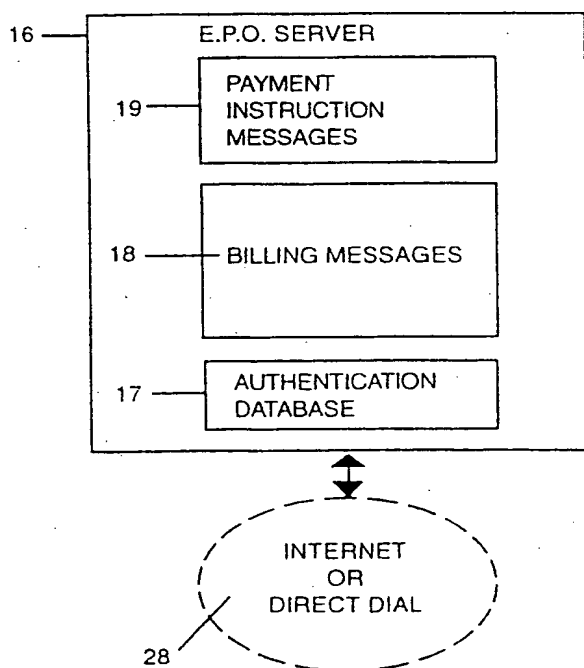 16
E.P.O. SERVER
19
PAYMENT
INSTRUCTION
MESSAGES
18
BILLING MESSAGES
17
AUTHENTICATION
DATABASE
INTERNET
OR
DIRECT DIAL
28